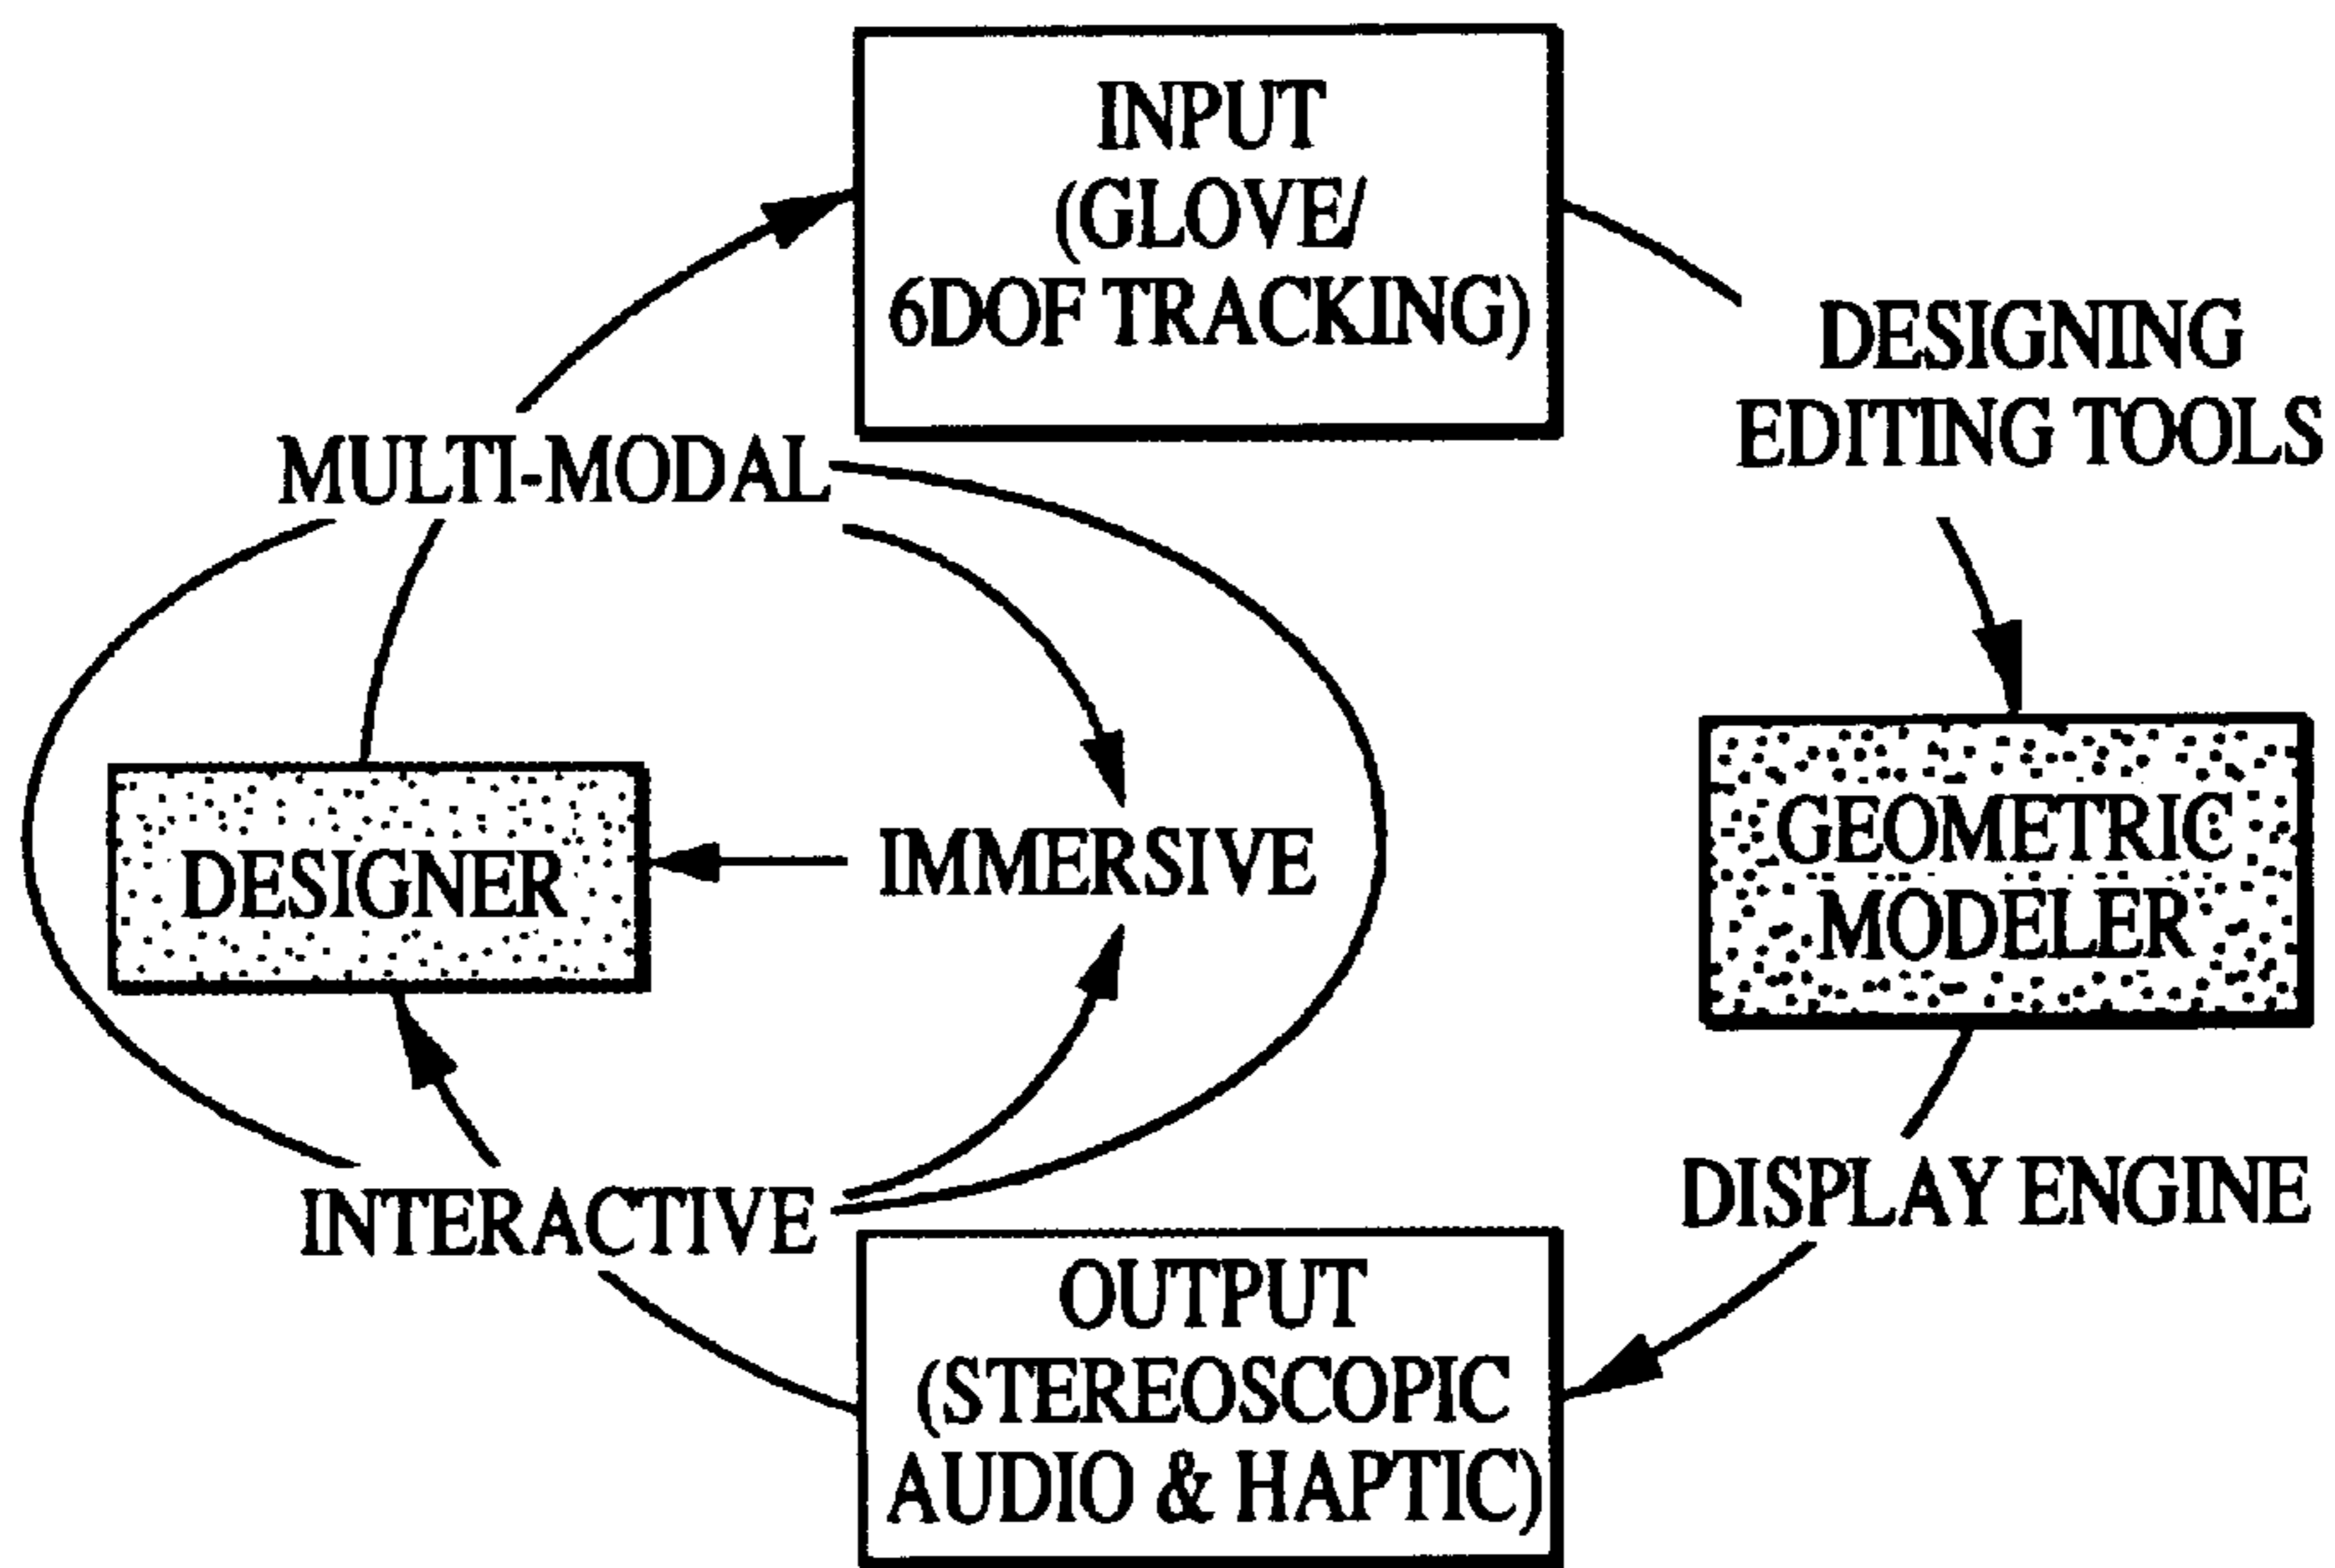 INPUT
(GLOVE/
6DOF TRACKING)
DESIGNING
EDITING TOOLS
MULTI-MODAL
DESIGNER
IMMERSIVE
GEOMETRIC
MODELER
INTERACTIVE
DISPLAY ENGINE
OUTPUT
(STEREOSCOPIC
AUDIO & HAPTIC)